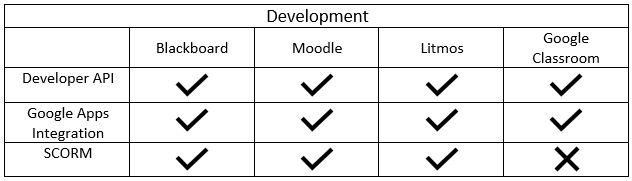 Development
Blackboard Moodle Litmos Google
Classroom
Developer API
Google Apps
Integration
SCORM